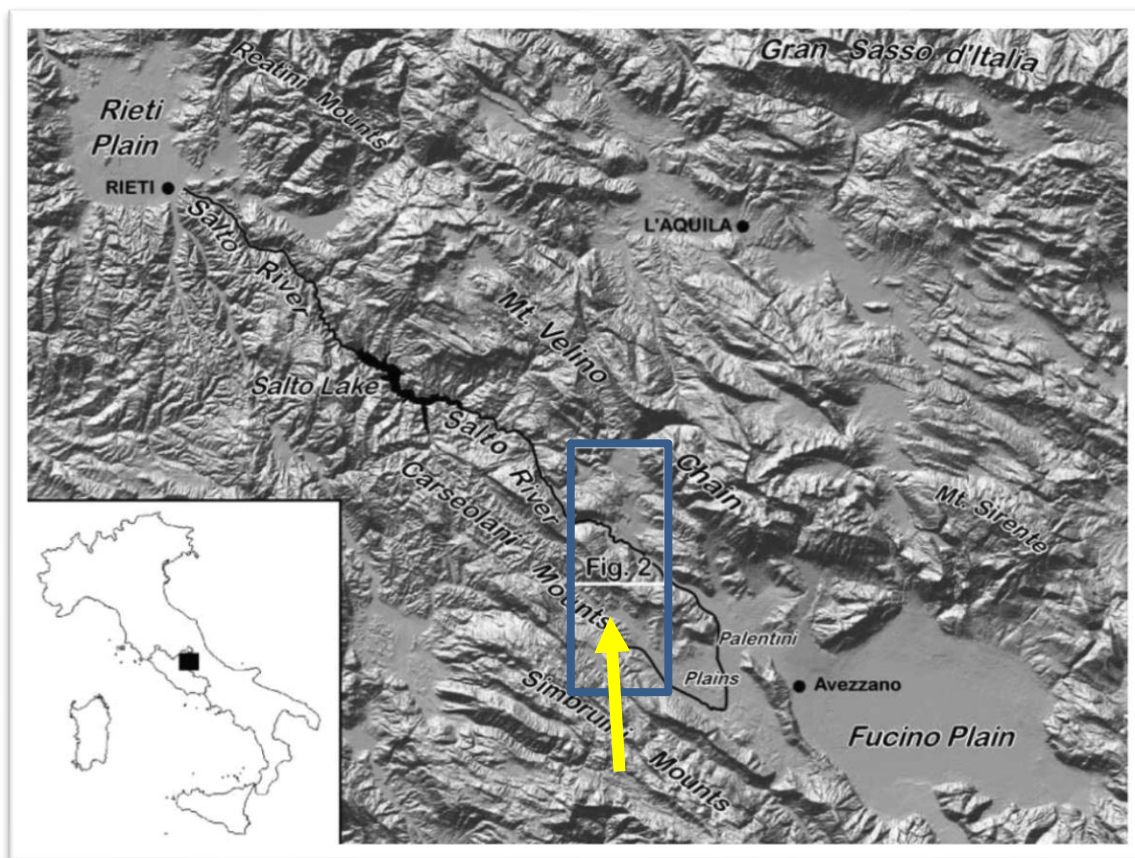 Gran Sasso d'Italia
Reatini Mounts
Rieti
Plain
RIETI
L'AQUILA
Salto River
Mt. Velino
Chain
Salto Lake
Salto River
Carseolani Mounts
Mt. Sirente
Fig. 2
Palentini
Plains
Avezzano
Simbruini Mounts
Fucino Plain